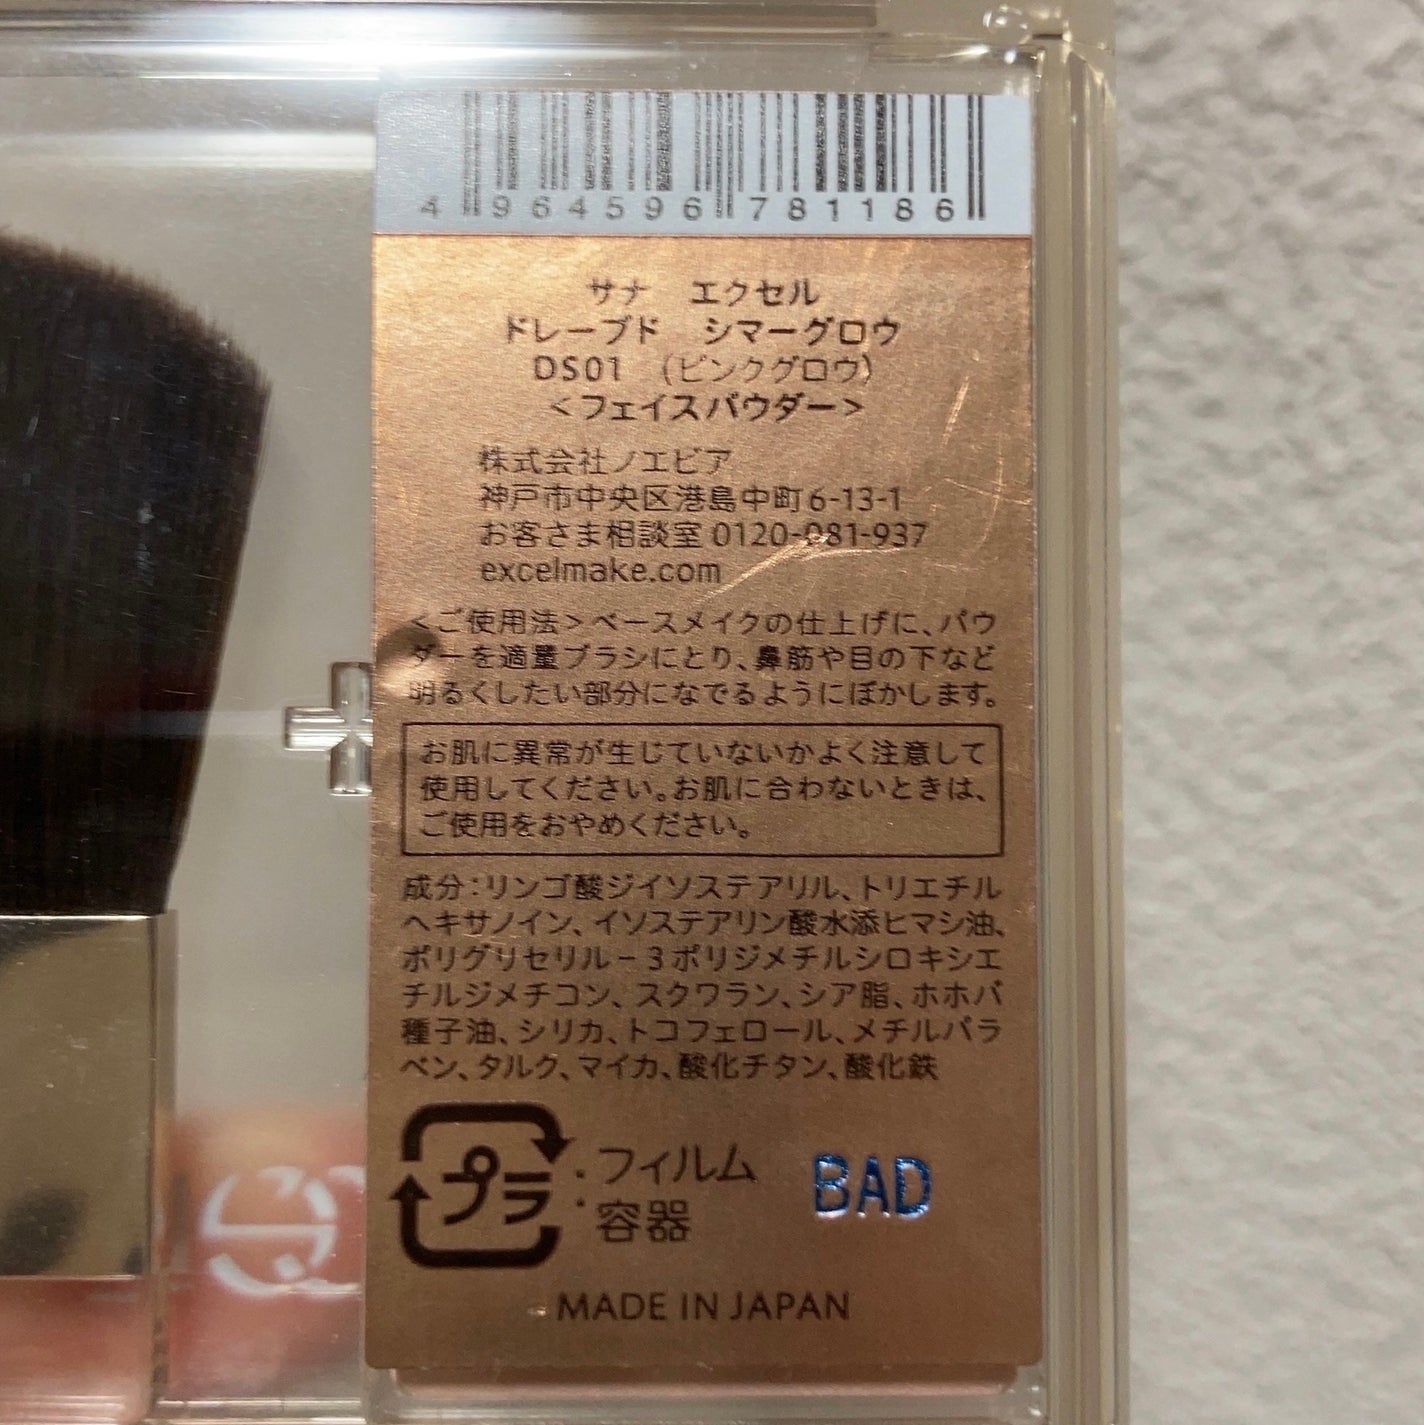 4 964596 781186
サナ エクセル
ドレープド シマーグロウ
DS01 (ピンクグロウ)
<フェイスパウダー>
株式会社ノエビア
神戸市中央区港島中町6-13-1
お客さま相談室 0120-081-937
excelmake.com
<ご使用法>ベースメイクの仕上げに、パウ
ダーを適量ブラシにとり、鼻筋や目の下など
明るくしたい部分になでるようにぼかします。
お肌に異常が生じていないかよく注意して
使用してください。お肌に合わないときは、
ご使用をおやめください。
成分:リンゴ酸ジイソステアリル、トリエチル
ヘキサノイン、イソステアリン酸水添ヒマシ油、
ポリグリセリル-3ポリジメチルシロキシエ
チルジメチコン、スクワラン、シア脂、ホホバ
種子油、シリカ、トコフェロール、メチルパラ
ベン、タルク、マイカ、酸化チタン、酸化鉄
プラ
:フィルム
:容器
BAD
MADE IN JAPAN